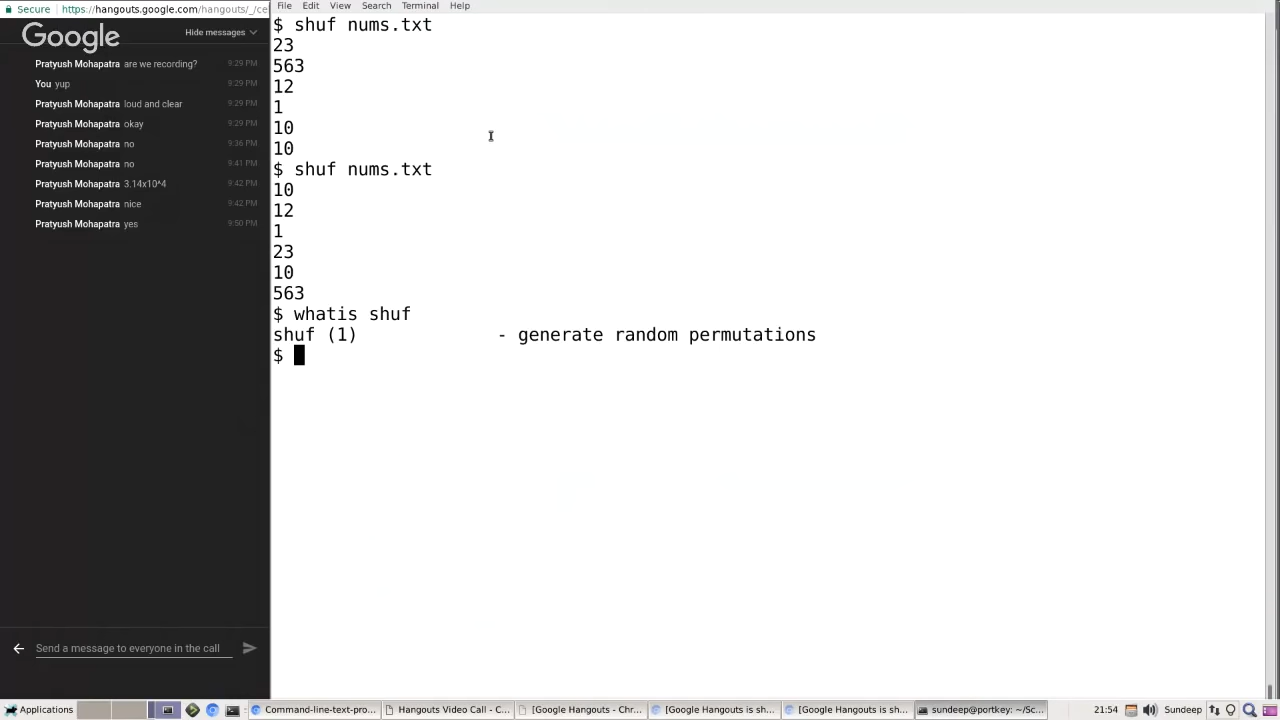 Secure https://hangouts.google.com/hangouts/_/ce
Google
Hide messages
Pratyush Mohapatra are we recording? 9:29 PM
You yup 9:29 PM
Pratyush Mohapatra loud and clear 9:29 PM
Pratyush Mohapatra okay 9:29 PM
Pratyush Mohapatra no 9:36 PM
Pratyush Mohapatra no 9:41 PM
Pratyush Mohapatra 3.14x10^4 9:42 PM
Pratyush Mohapatra nice 9:42 PM
Pratyush Mohapatra yes 9:50 PM
Send a message to everyone in the call
File Edit View Search Terminal Help
$ shuf nums.txt
23
563
12
1
10
10
$ shuf nums.txt
10
12
1
23
10
563
$ whatis shuf
shuf (1) - generate random permutations
$
Applications Command-line-text-pro... Hangouts Video Call - C... [Google Hangouts - Chr... [Google Hangouts is sh... [Google Hangouts is sh... sundeep@portkey: ~/Sc... 21:54 Sundeep